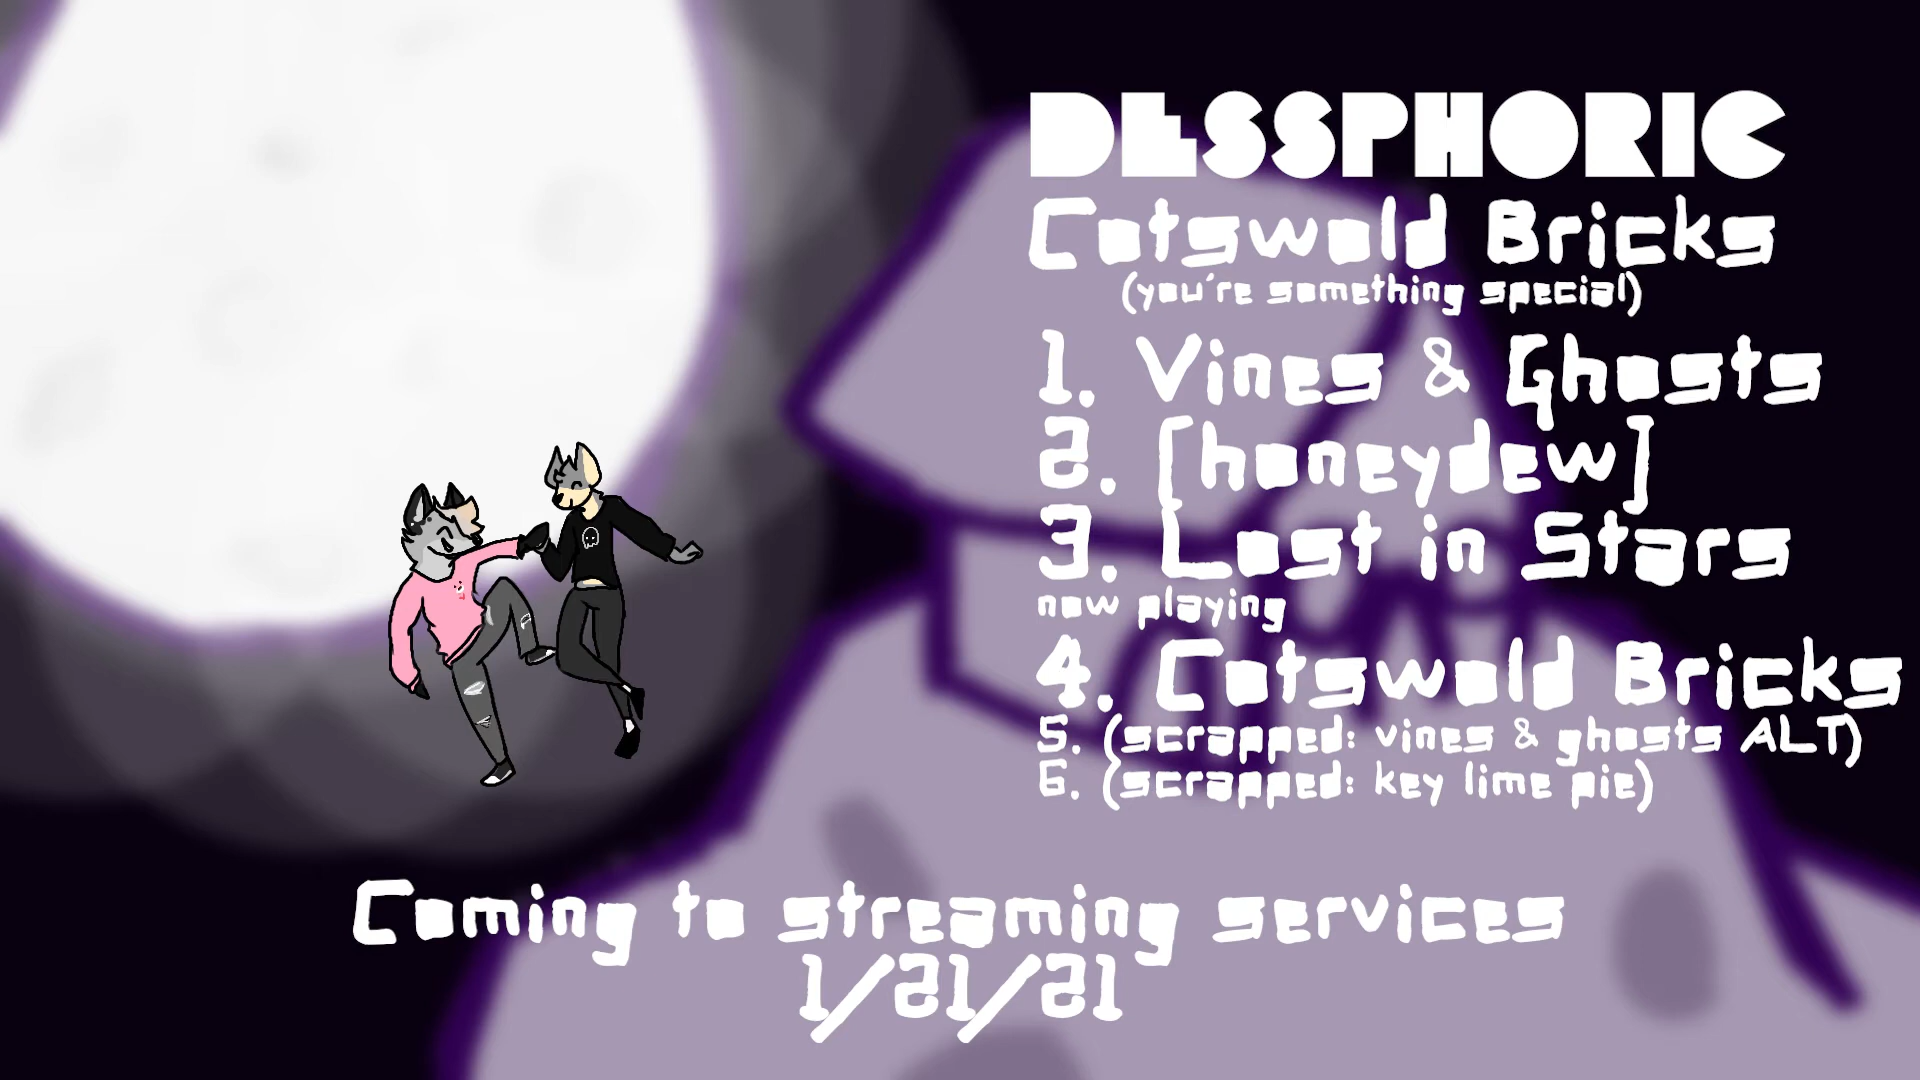 DESSPHORIC
Cotswold Bricks
(you're something special)
1. Vines & Ghosts
2. [honeydew]
3. Lost in Stars
now playing
4. Cotswold Bricks
5. (scrapped: vines & ghosts ALT)
6. (scrapped: key lime pie)
Coming to streaming services
1/21/21